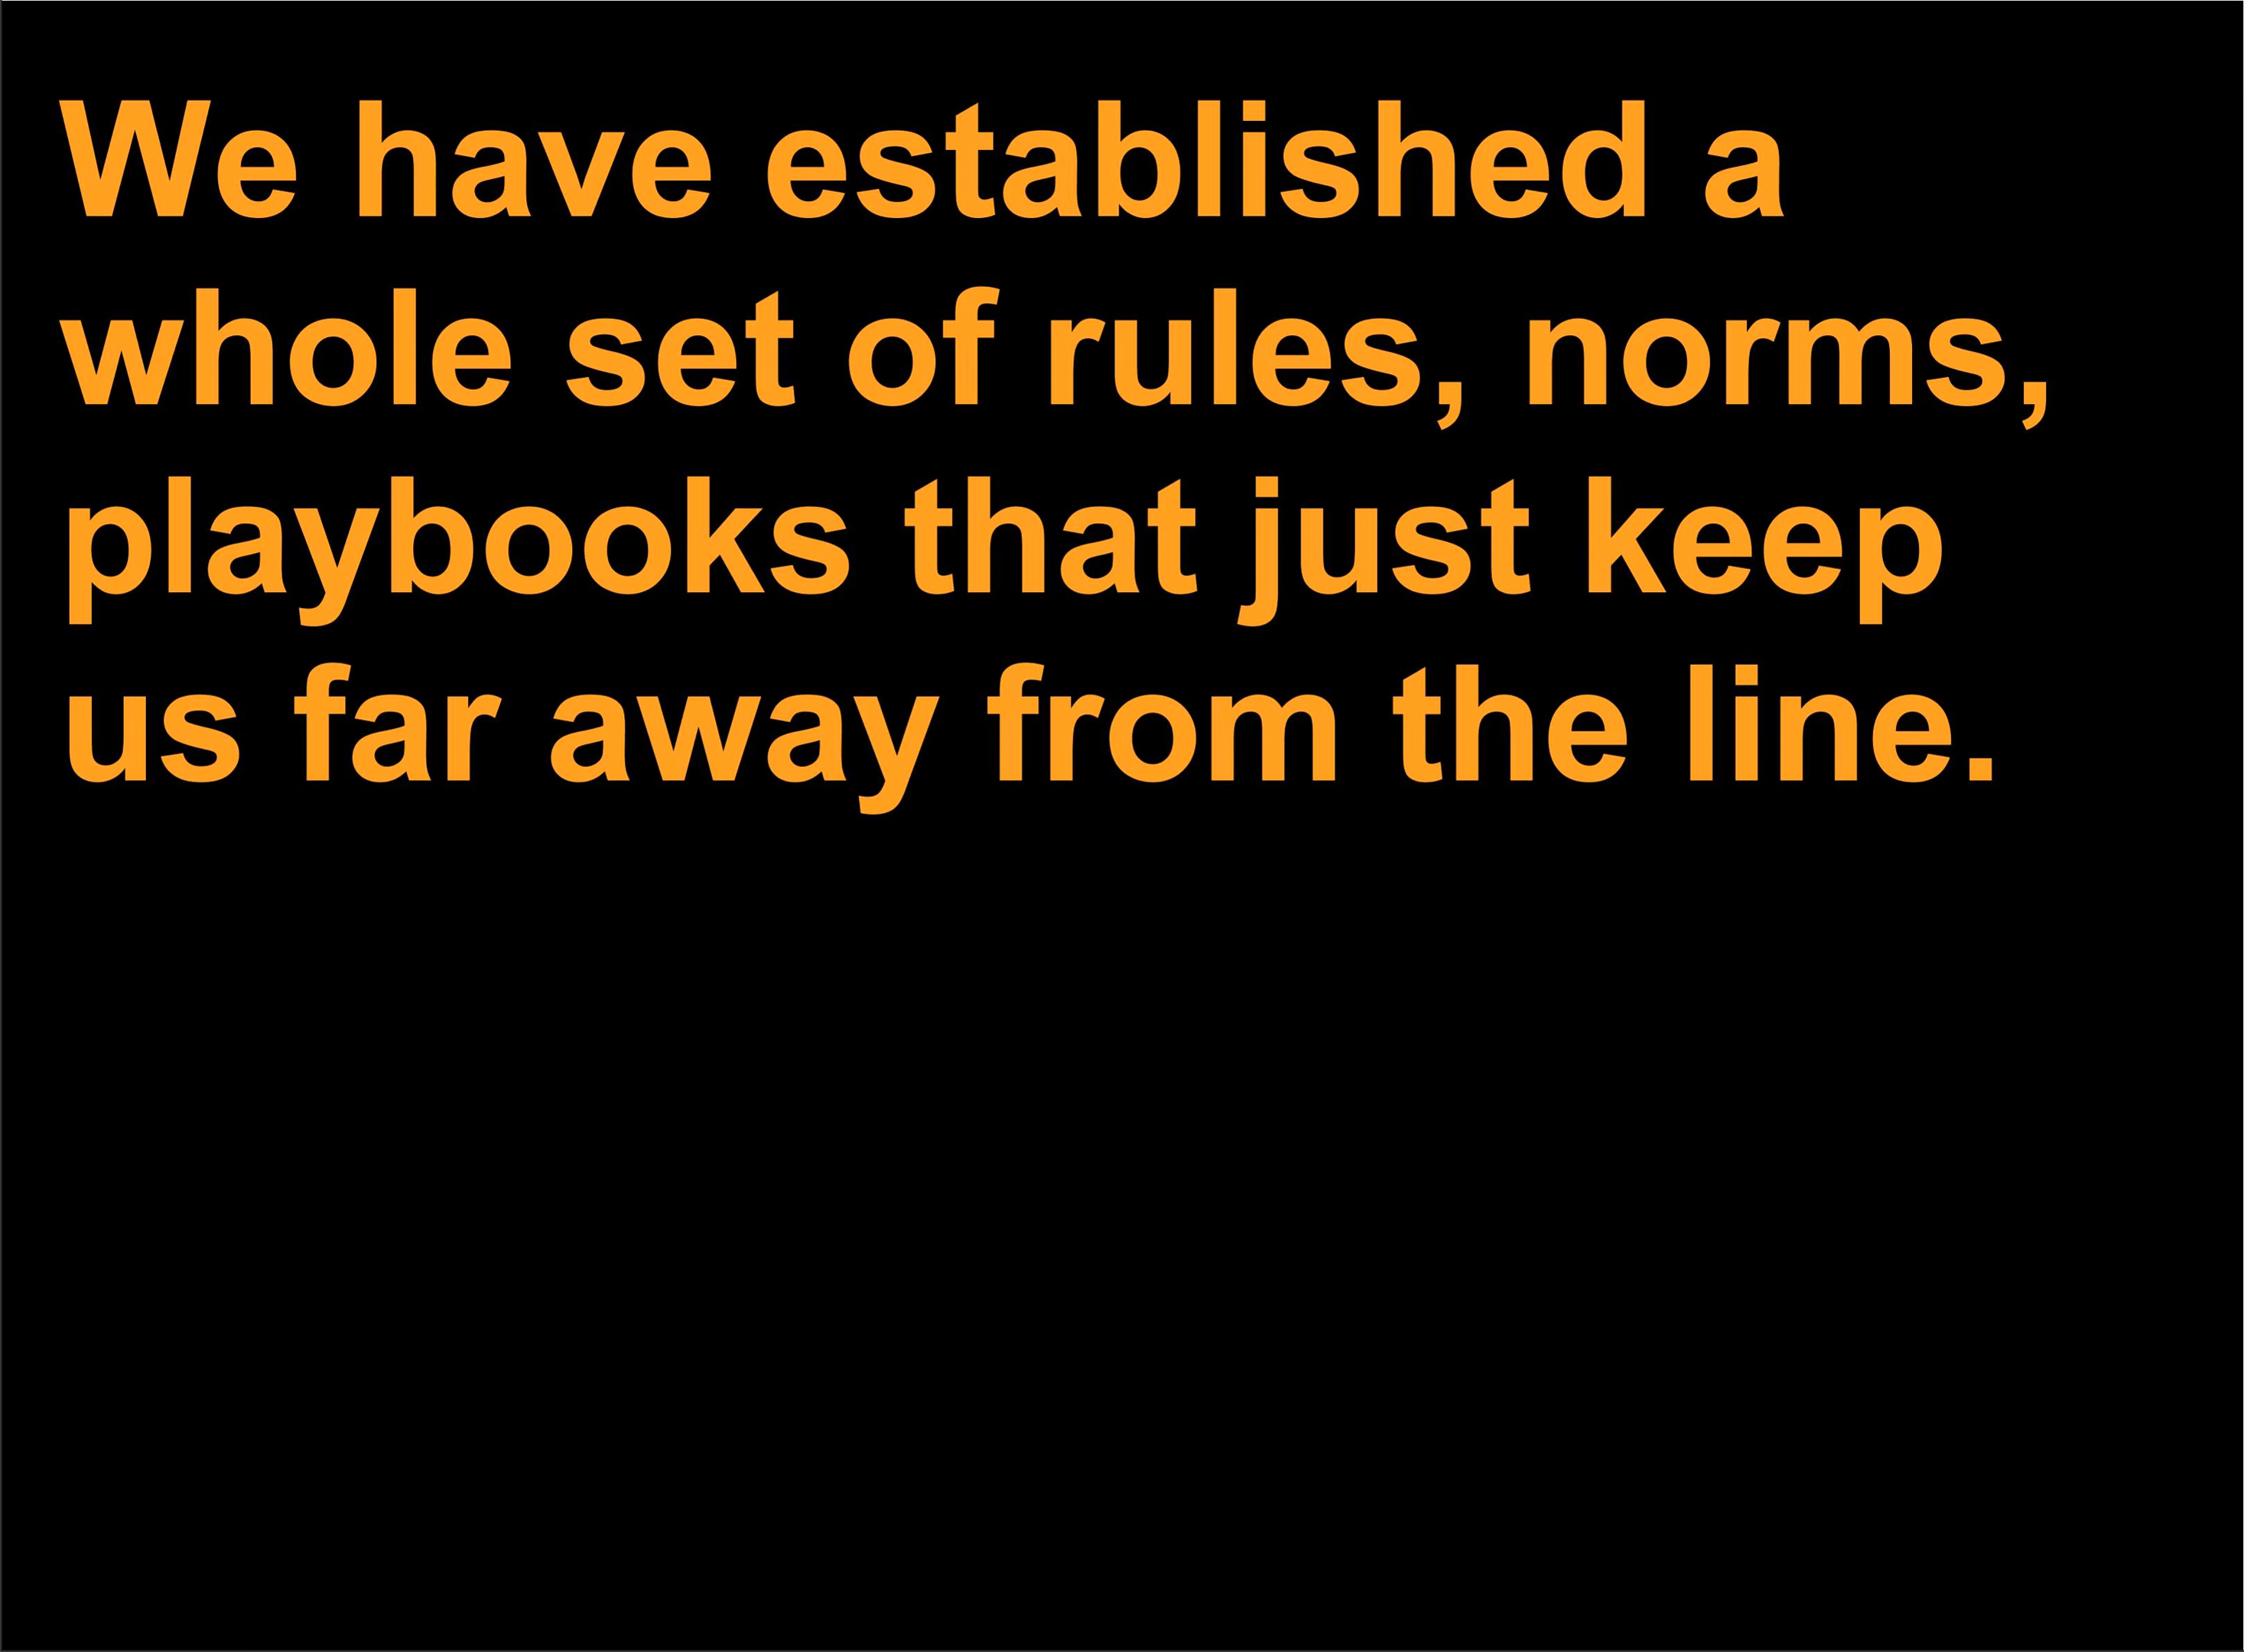 We have established a
whole set of rules, norms,
playbooks that just keep
us far away from the line.